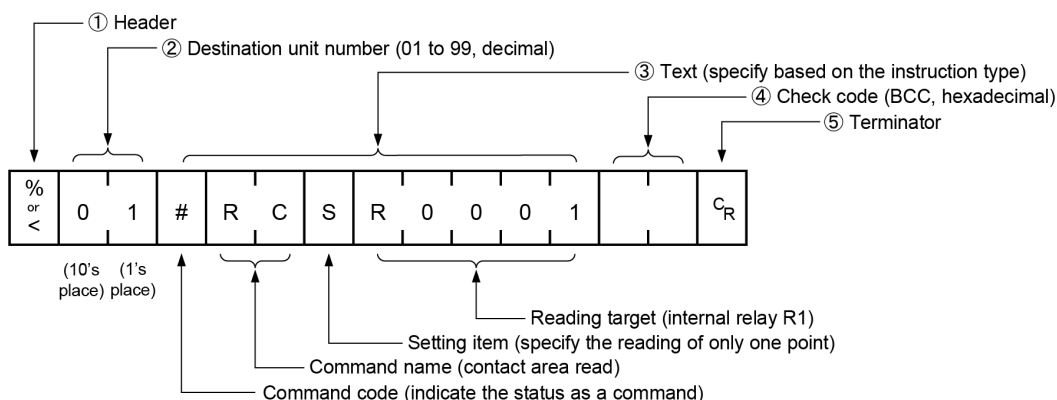 ① Header
② Destination unit number (01 to 99, decimal)
③ Text (specify based on the instruction type)
④ Check code (BCC, hexadecimal)
⑤ Terminator
% or < 0 1 # R C S R 0 0 0 1 CR
(10's place) (1's place)
Reading target (internal relay R1)
Setting item (specify the reading of only one point)
Command name (contact area read)
Command code (indicate the status as a command)